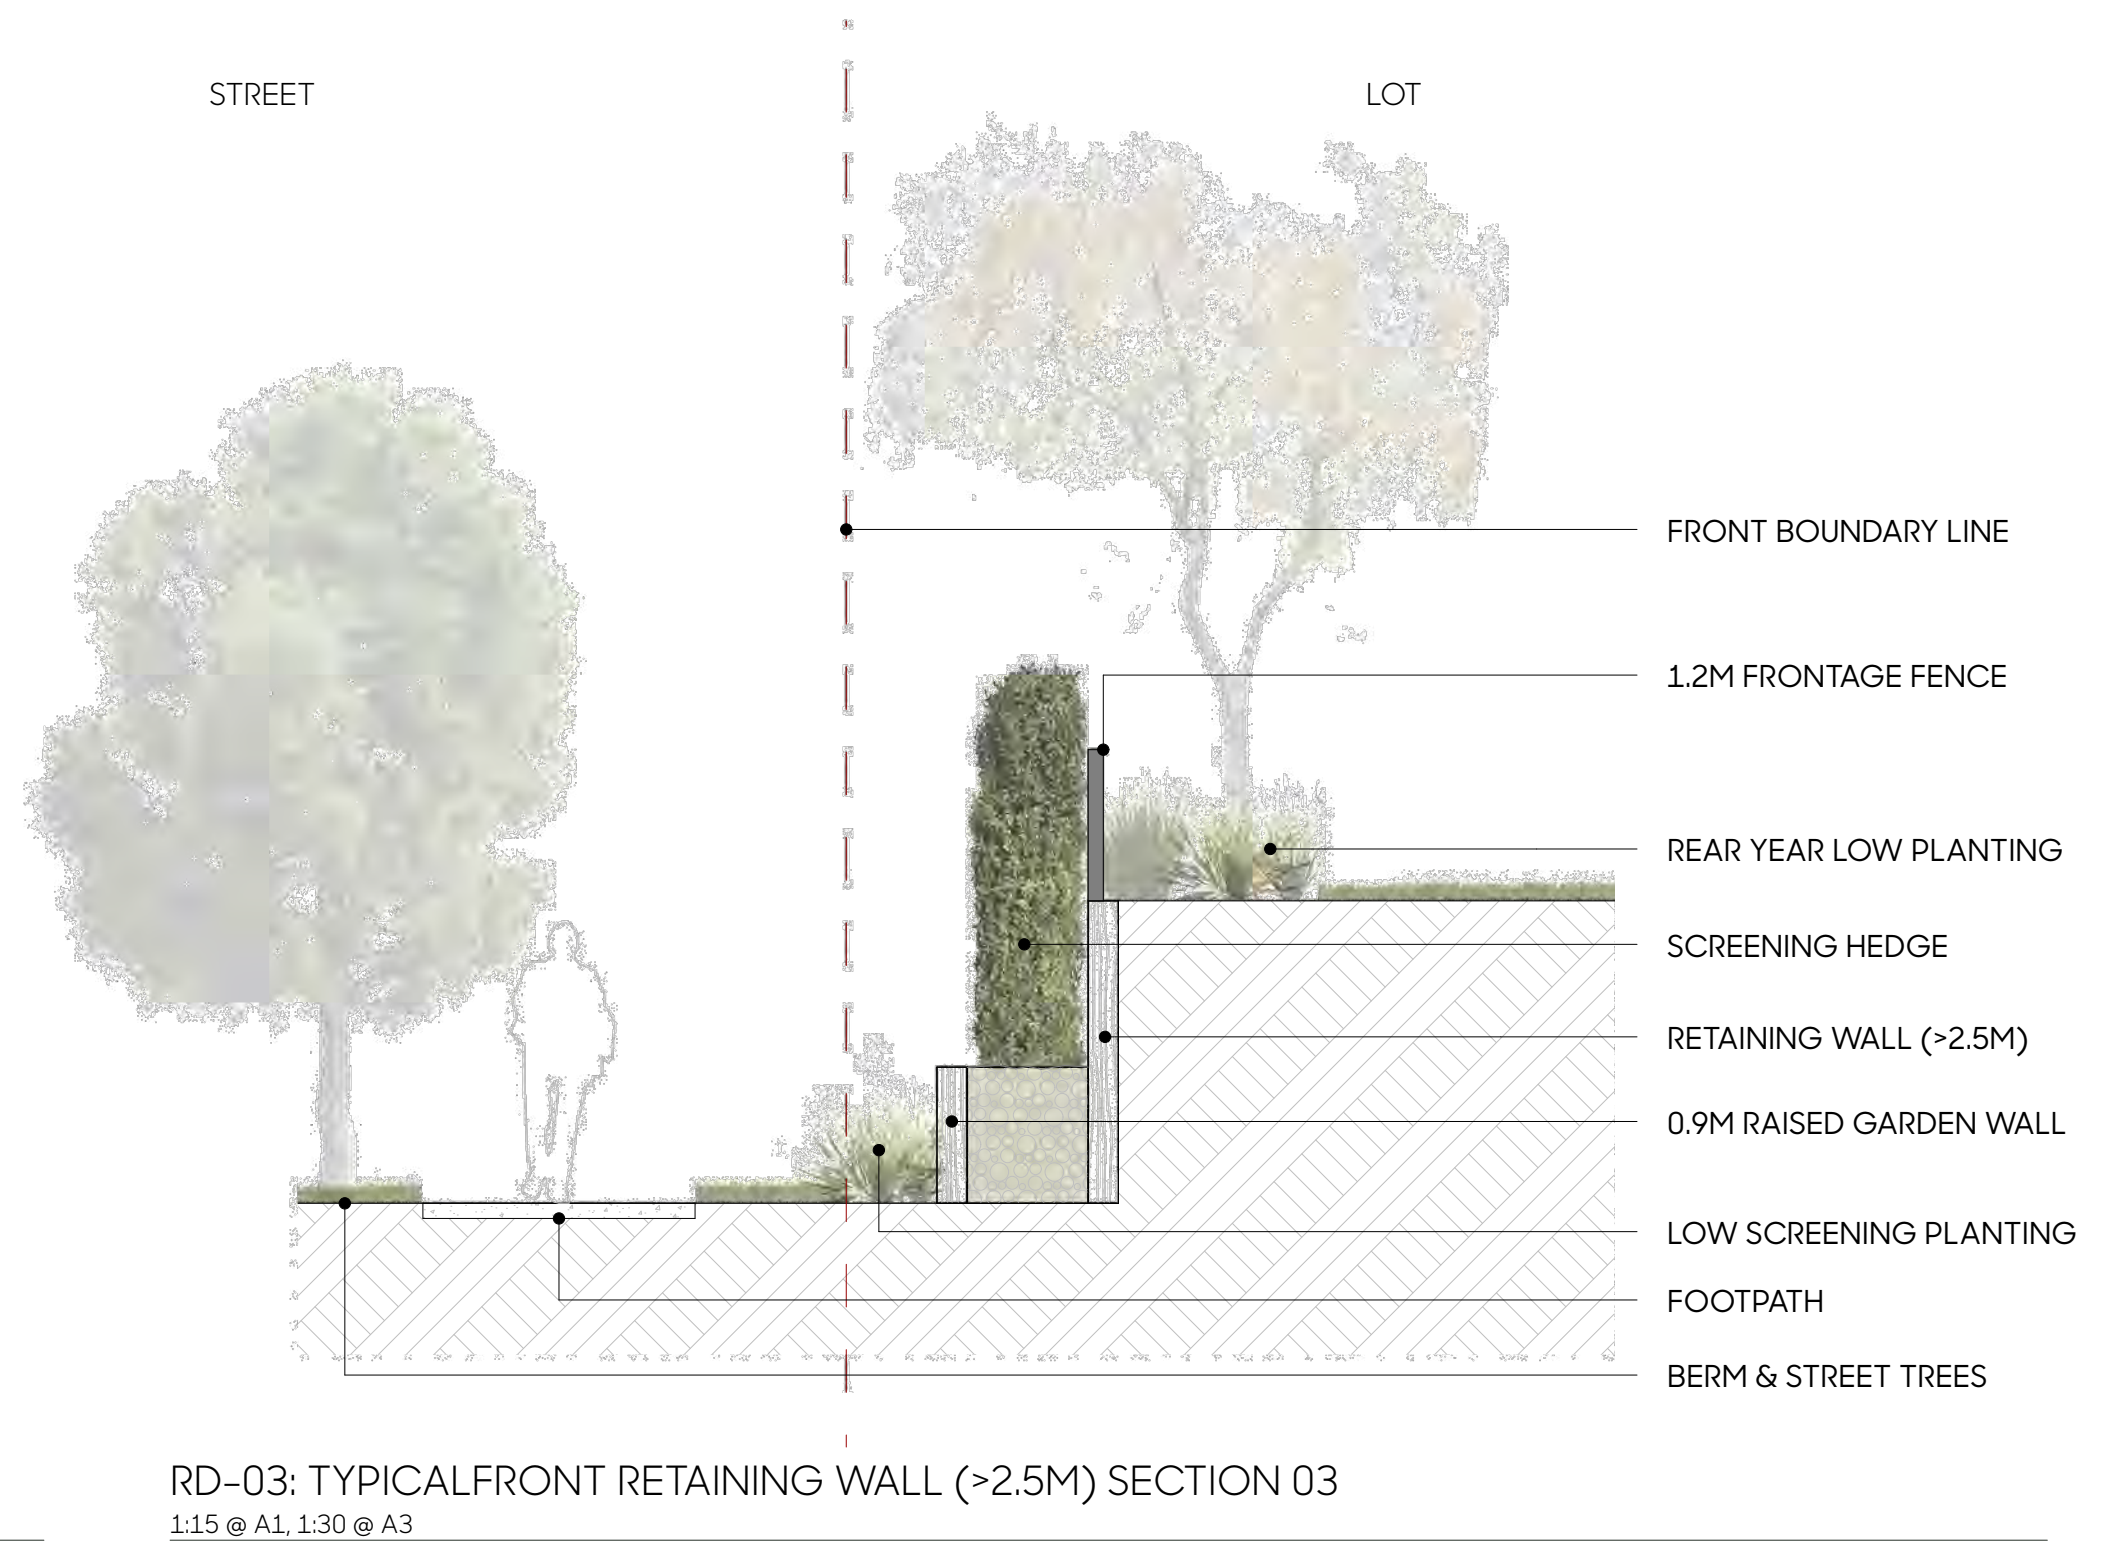 STREET
LOT
FRONT BOUNDARY LINE
1.2M FRONTAGE FENCE
REAR YEAR LOW PLANTING
SCREENING HEDGE
RETAINING WALL (>2.5M)
0.9M RAISED GARDEN WALL
LOW SCREENING PLANTING
FOOTPATH
BERM & STREET TREES
RD-03: TYPICALFRONT RETAINING WALL (>2.5M) SECTION 03
1:15 @ A1, 1:30 @ A3